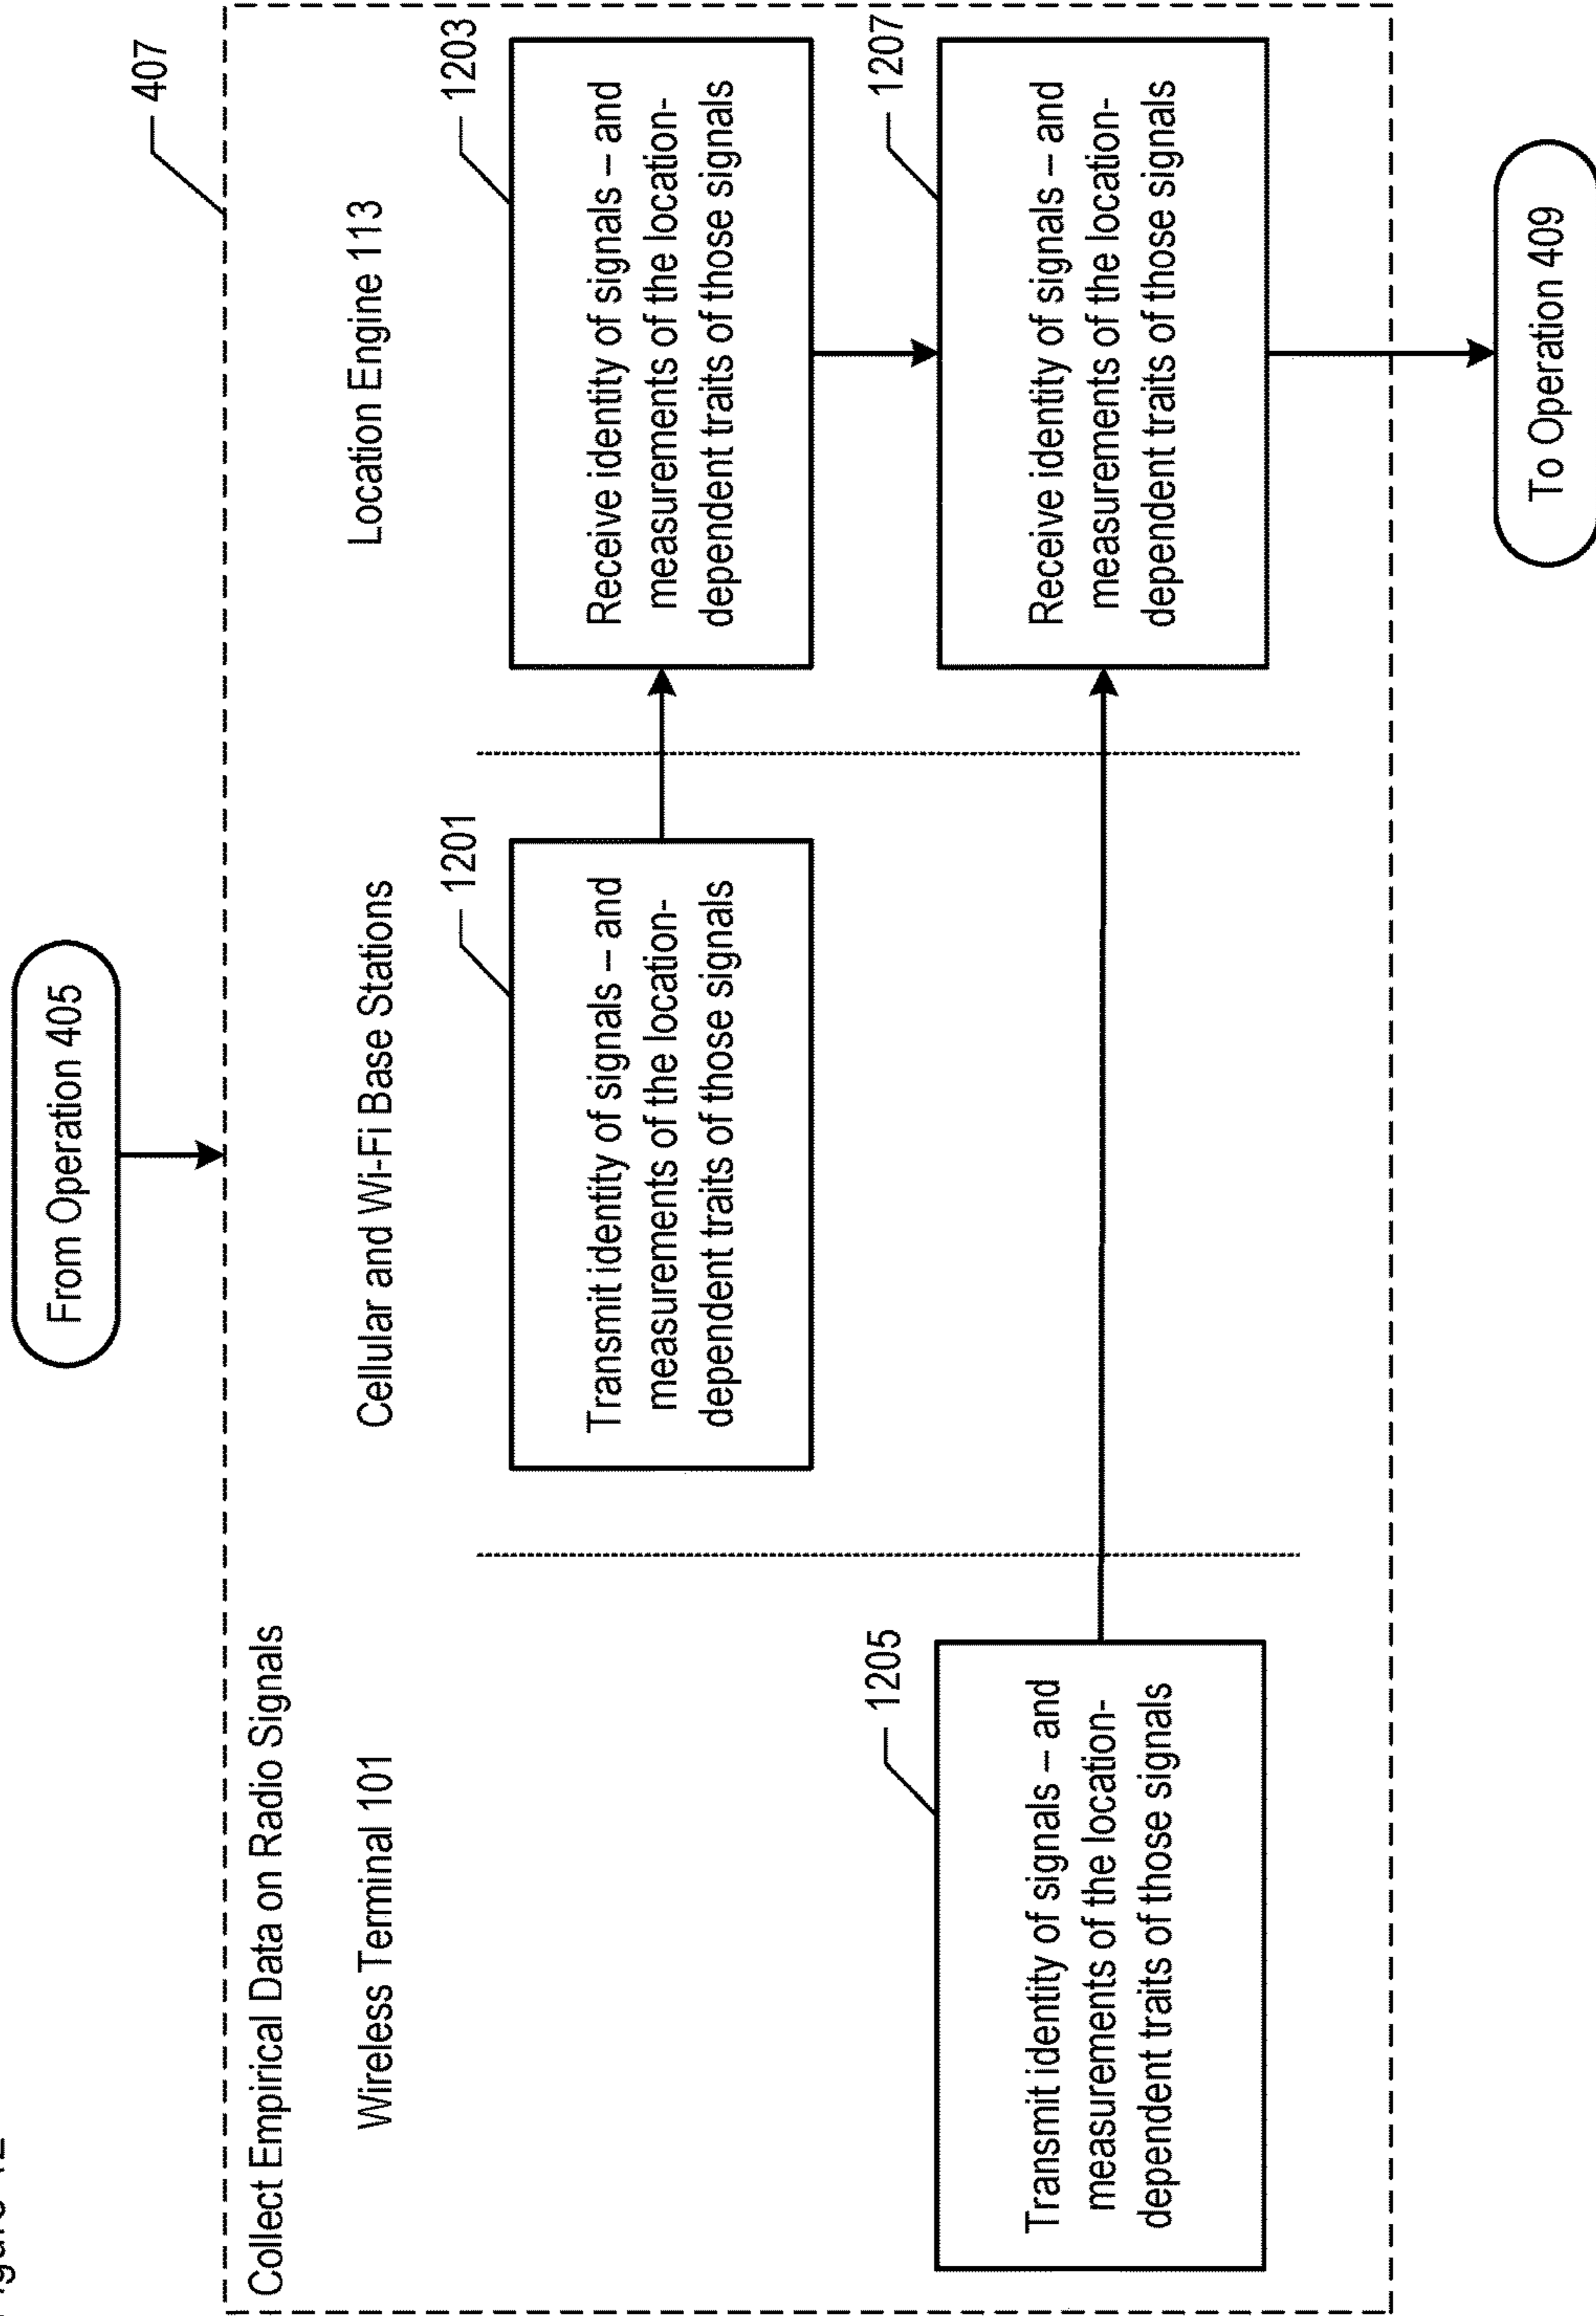 From Operation 405
407
Collect Empirical Data on Radio Signals
Wireless Terminal 101
Cellular and Wi-Fi Base Stations
Location Engine 113
1201
Transmit identity of signals – and
measurements of the location-
dependent traits of those signals
1203
Receive identity of signals – and
measurements of the location-
dependent traits of those signals
1205
Transmit identity of signals – and
measurements of the location-
dependent traits of those signals
1207
Receive identity of signals – and
measurements of the location-
dependent traits of those signals
To Operation 409